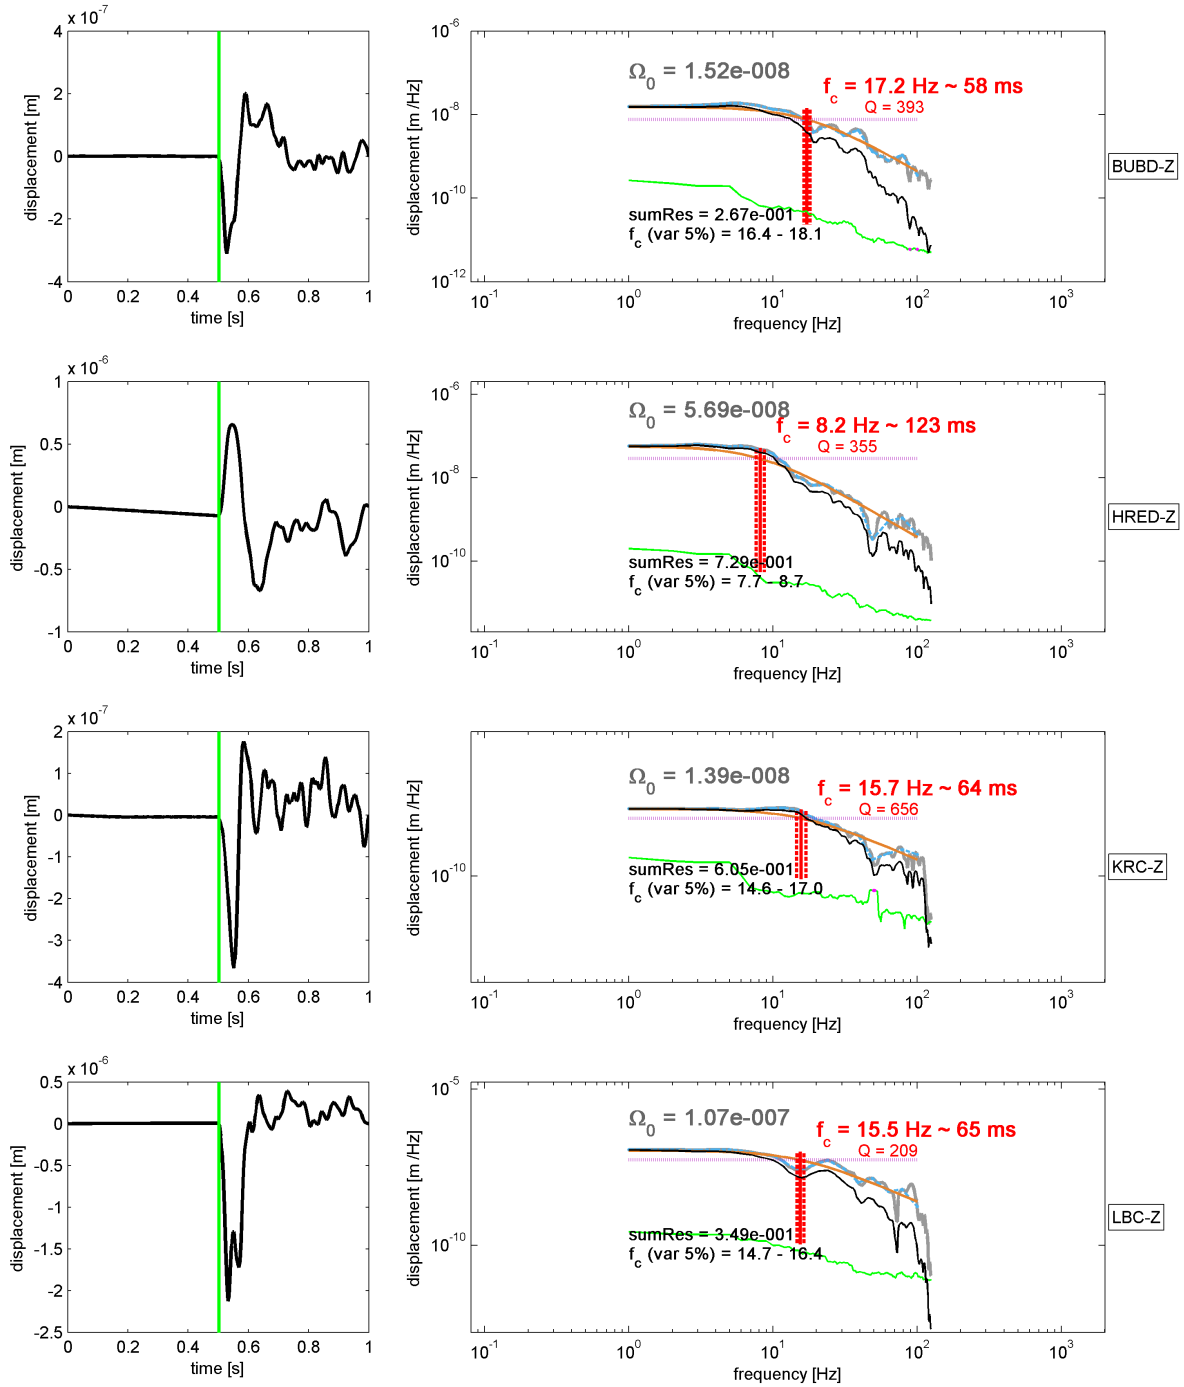 x 10^-7
4
2
0
-2
-4
0 0.2 0.4 0.6 0.8 1
time [s]
displacement [m]
10^-6
10^-8
10^-10
10^-12
displacement [m /Hz]
Ω_0 = 1.52e-008
f_c = 17.2 Hz ~ 58 ms
Q = 393
sumRes = 2.67e-001
f_c (var 5%) = 16.4 - 18.1
10^-1 10^0 10^1 10^2 10^3
frequency [Hz]
BUBD-Z
x 10^-6
1
0.5
0
-0.5
-1
0 0.2 0.4 0.6 0.8 1
time [s]
displacement [m]
10^-6
10^-8
10^-10
displacement [m /Hz]
Ω_0 = 5.69e-008
f_c = 8.2 Hz ~ 123 ms
Q = 355
sumRes = 7.29e-001
f_c (var 5%) = 7.7 - 8.7
10^-1 10^0 10^1 10^2 10^3
frequency [Hz]
HRED-Z
x 10^-7
2
1
0
-1
-2
-3
-4
0 0.2 0.4 0.6 0.8 1
time [s]
displacement [m]
10^-10
displacement [m /Hz]
Ω_0 = 1.39e-008
f_c = 15.7 Hz ~ 64 ms
Q = 656
sumRes = 6.05e-001
f_c (var 5%) = 14.6 - 17.0
10^-1 10^0 10^1 10^2 10^3
frequency [Hz]
KRC-Z
x 10^-6
0.5
0
-0.5
-1
-1.5
-2
-2.5
0 0.2 0.4 0.6 0.8 1
time [s]
displacement [m]
10^-5
10^-10
displacement [m /Hz]
Ω_0 = 1.07e-007
f_c = 15.5 Hz ~ 65 ms
Q = 209
sumRes = 3.49e-001
f_c (var 5%) = 14.7 - 16.4
10^-1 10^0 10^1 10^2 10^3
frequency [Hz]
LBC-Z